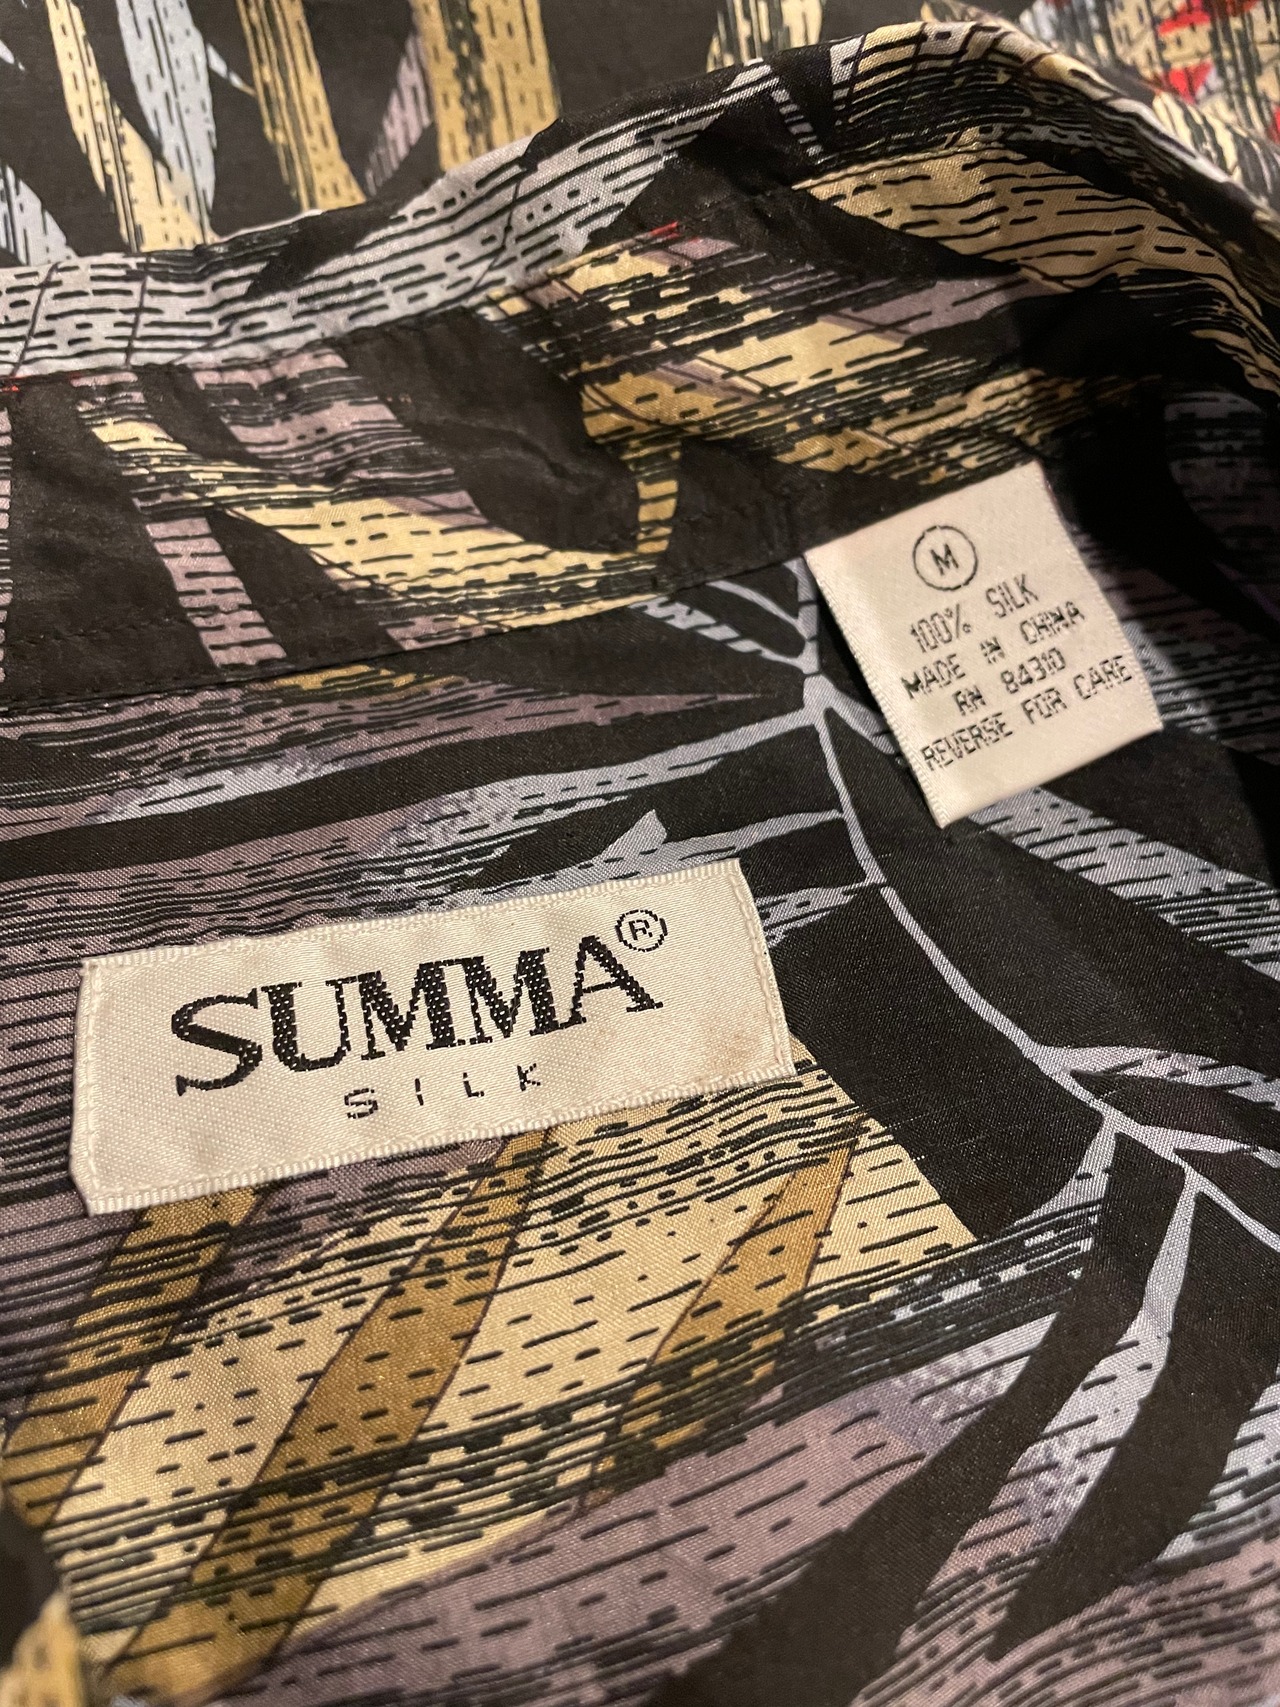 M
100% SILK
MADE IN CHINA
RN 84310
REVERSE FOR CARE
SUMMA®
SILK